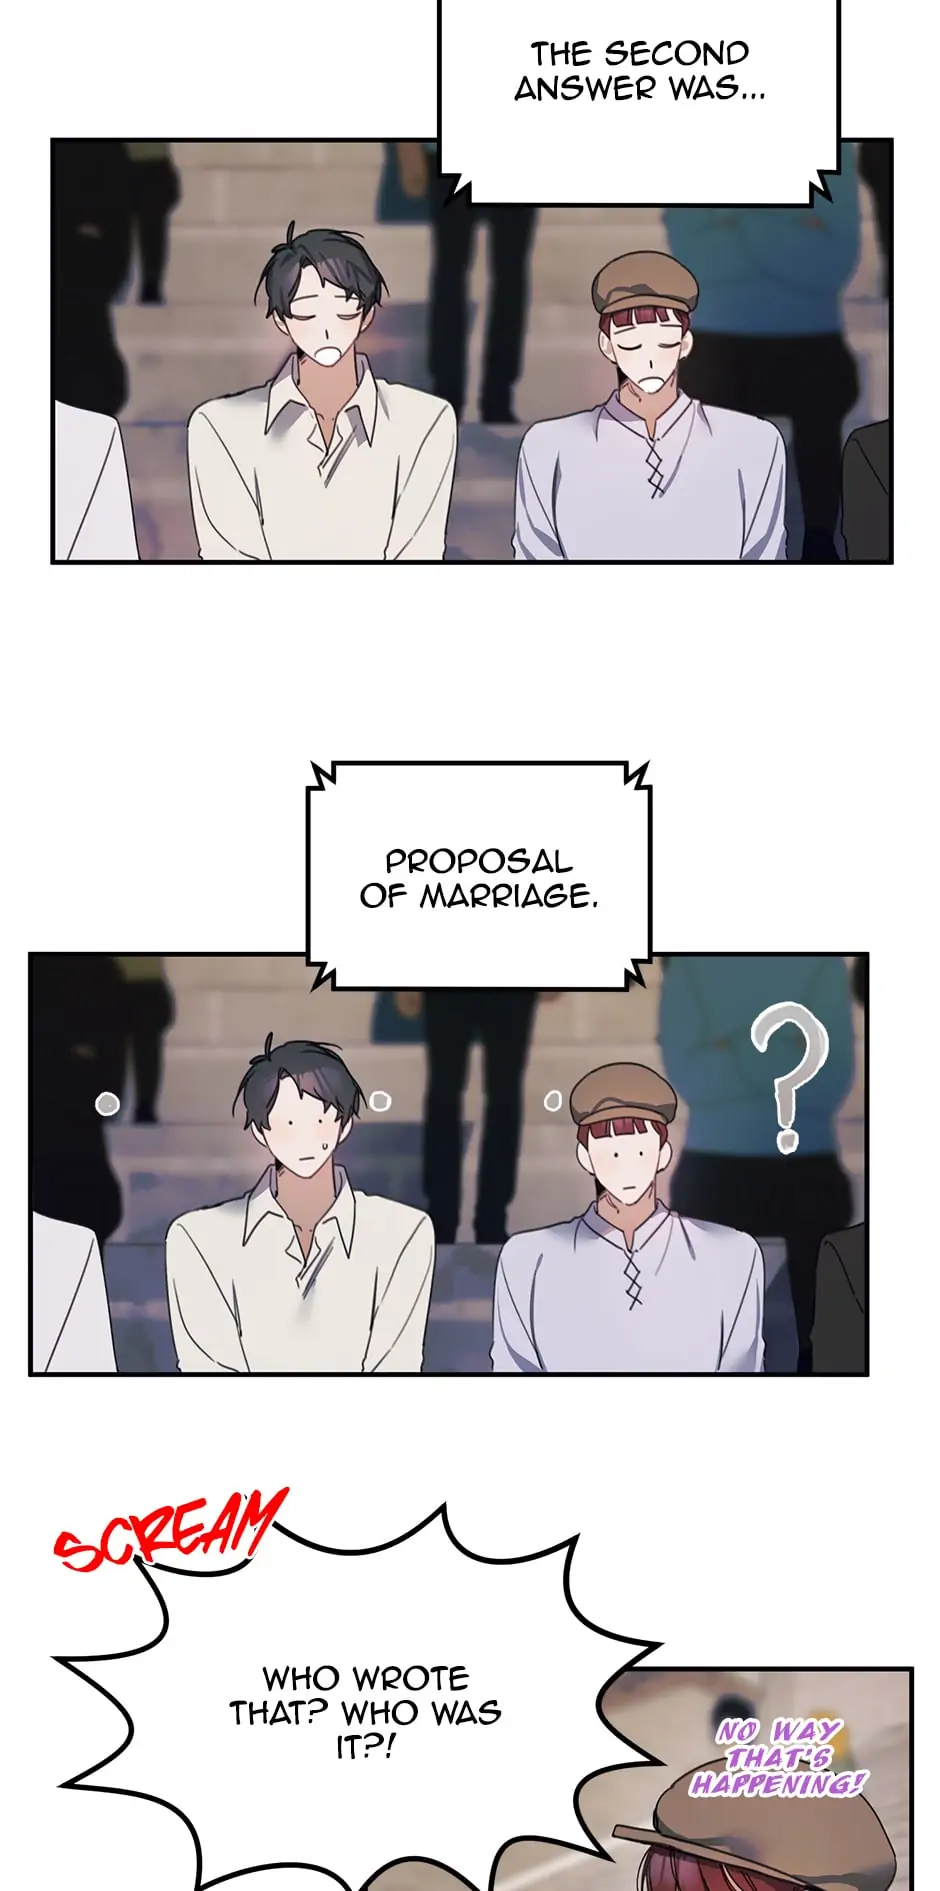 THE SECOND
ANSWER WAS...
PROPOSAL
OF MARRIAGE.
?
SCREAM
WHO WROTE
THAT? WHO WAS
IT?!
NO WAY
THAT'S
HAPPENING!